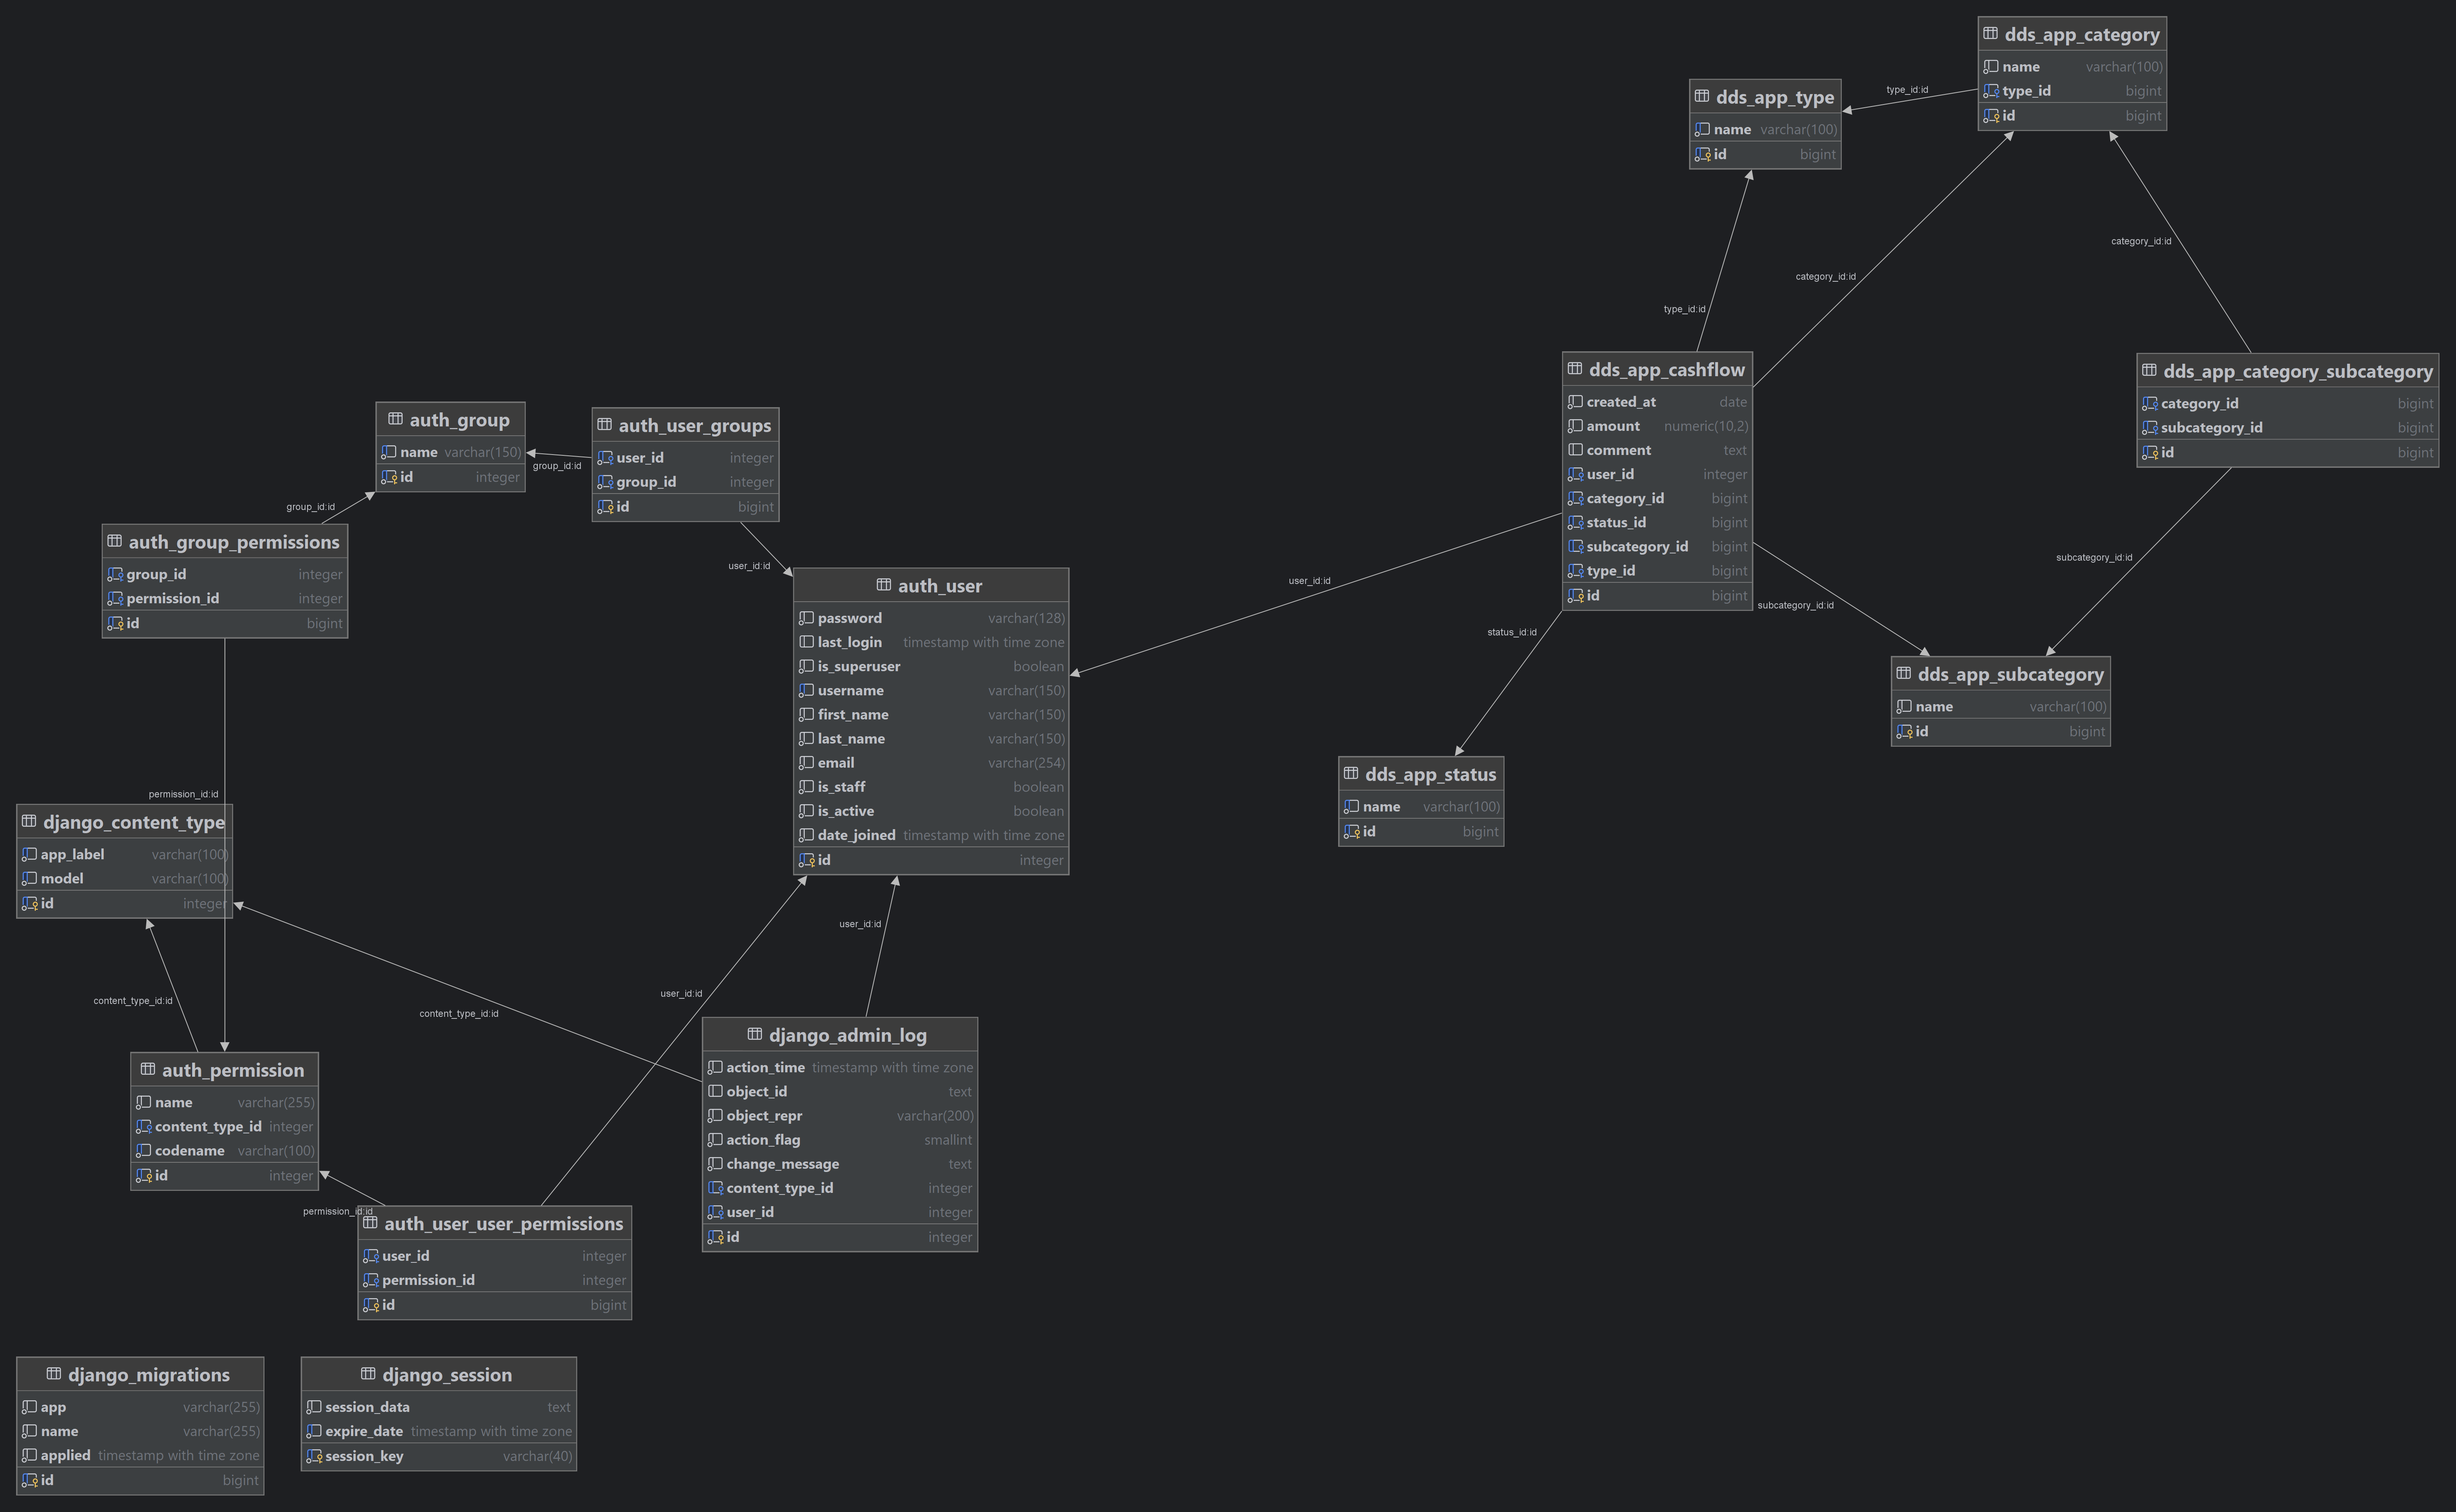 dds_app_category
name varchar(100)
type_id bigint
id bigint
type_id:id
dds_app_type
name varchar(100)
id bigint
category_id:id
category_id:id
type_id:id
dds_app_cashflow
created_at date
amount numeric(10,2)
comment text
user_id integer
category_id bigint
status_id bigint
subcategory_id bigint
type_id bigint
id bigint
dds_app_category_subcategory
category_id bigint
subcategory_id bigint
id bigint
auth_group
name varchar(150)
id integer
group_id:id
auth_user_groups
user_id integer
group_id integer
id bigint
group_id:id
auth_group_permissions
group_id integer
permission_id integer
id bigint
user_id:id
user_id:id
subcategory_id:id
subcategory_id:id
status_id:id
auth_user
password varchar(128)
last_login timestamp with time zone
is_superuser boolean
username varchar(150)
first_name varchar(150)
last_name varchar(150)
email varchar(254)
is_staff boolean
is_active boolean
date_joined timestamp with time zone
id integer
dds_app_subcategory
name varchar(100)
id bigint
dds_app_status
name varchar(100)
id bigint
permission_id:id
django_content_type
app_label varchar(100)
model varchar(100)
id integer
user_id:id
user_id:id
content_type_id:id
content_type_id:id
django_admin_log
action_time timestamp with time zone
object_id text
object_repr varchar(200)
action_flag smallint
change_message text
content_type_id integer
user_id integer
id integer
auth_permission
name varchar(255)
content_type_id integer
codename varchar(100)
id integer
permission_id:id
auth_user_user_permissions
user_id integer
permission_id integer
id bigint
django_migrations
app varchar(255)
name varchar(255)
applied timestamp with time zone
id bigint
django_session
session_data text
expire_date timestamp with time zone
session_key varchar(40)